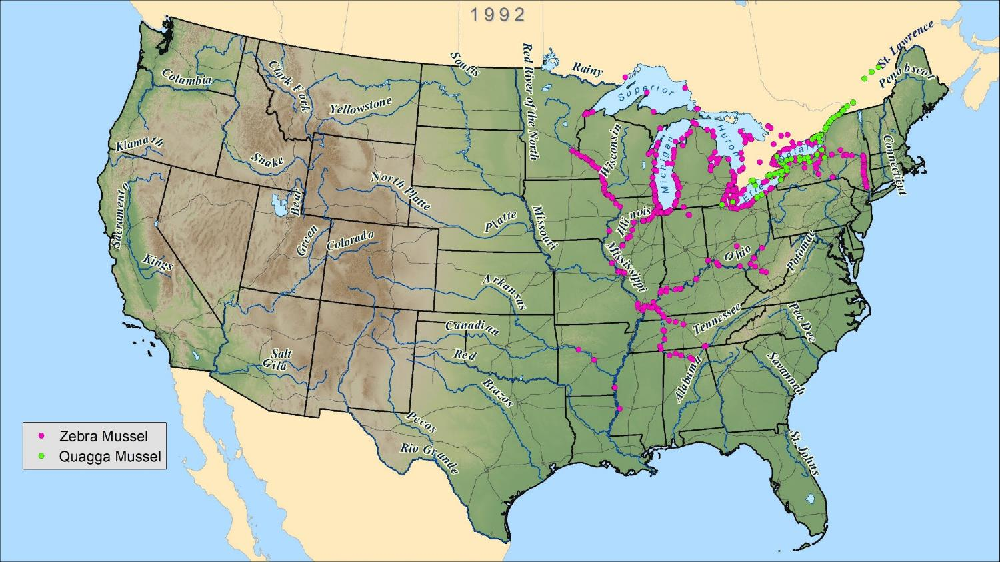 1992
St. Lawrence
Souris
Red River of the North
Rainy
Penobscot
Columbia
Clark Fork
Superior
Yellowstone
Klamath
Wisconsin
Huron
Michigan
Ontario
Connecticut
Snake
Sacramento
Bear
North Platte
Erie
Missouri
Illinois
Platte
Green
Colorado
Kings
Mississippi
Ohio
Potomac
Arkansas
Tennessee
Pee Dee
Canadian
Salt
Gila
Red
Alabama
Savannah
Brazos
Pecos
Rio Grande
St. Johns
Zebra Mussel
Quagga Mussel